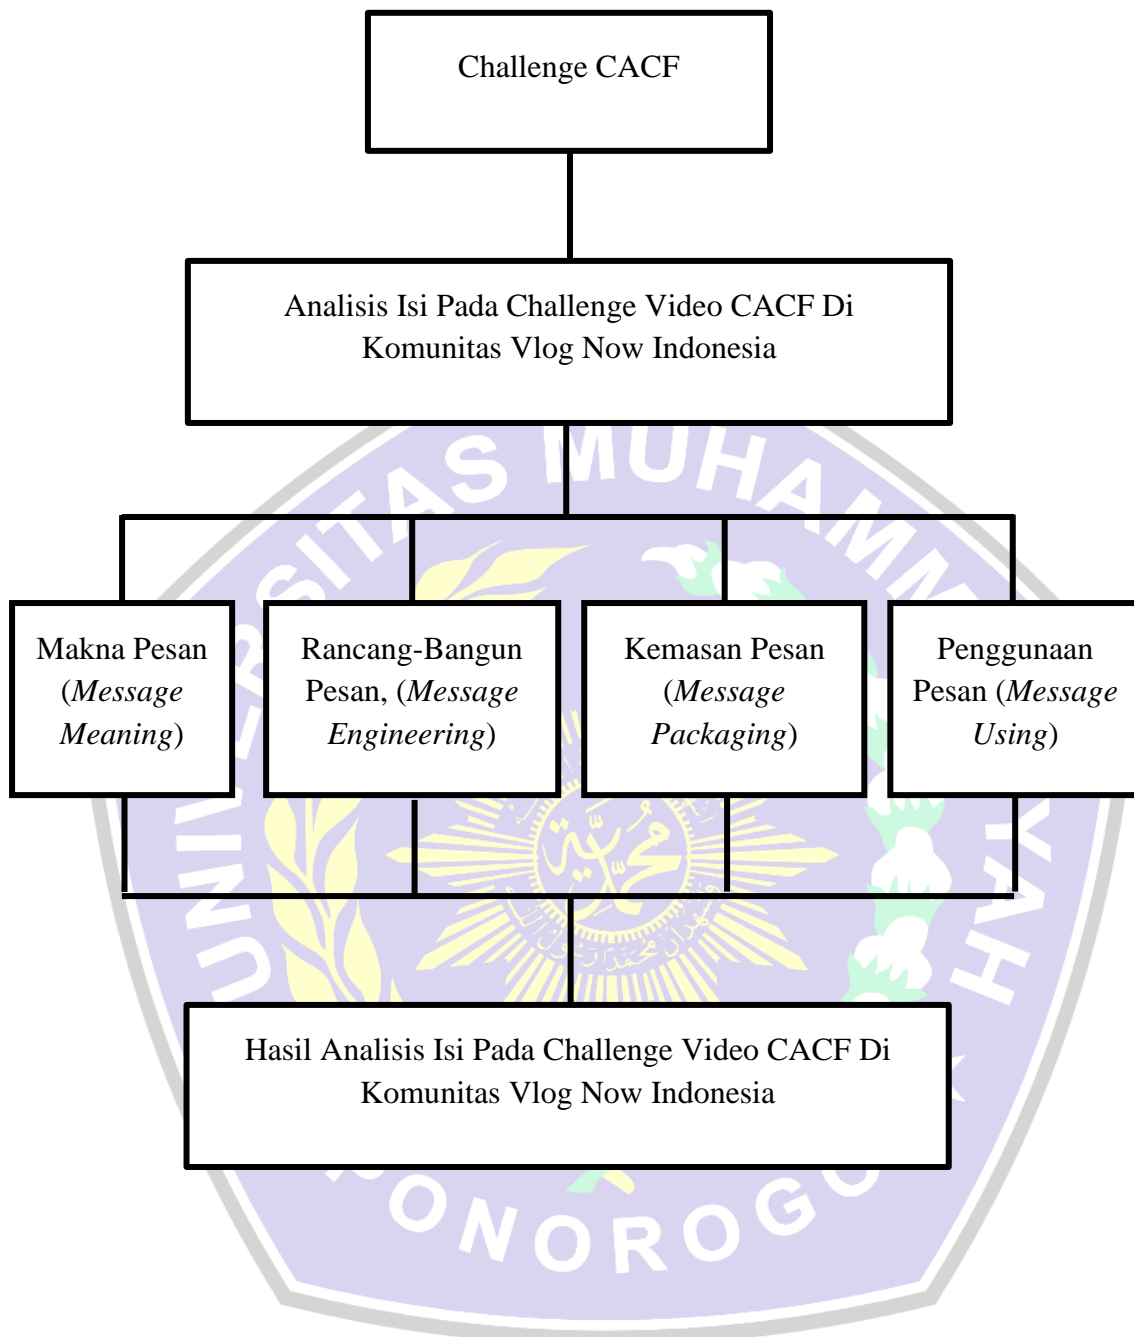 Challenge CACF
Analisis Isi Pada Challenge Video CACF Di
Komunitas Vlog Now Indonesia
Makna Pesan
(Message
Meaning)
Rancang-Bangun
Pesan, (Message
Engineering)
Kemasan Pesan
(Message
Packaging)
Penggunaan
Pesan (Message
Using)
Hasil Analisis Isi Pada Challenge Video CACF Di
Komunitas Vlog Now Indonesia
PONOROGO